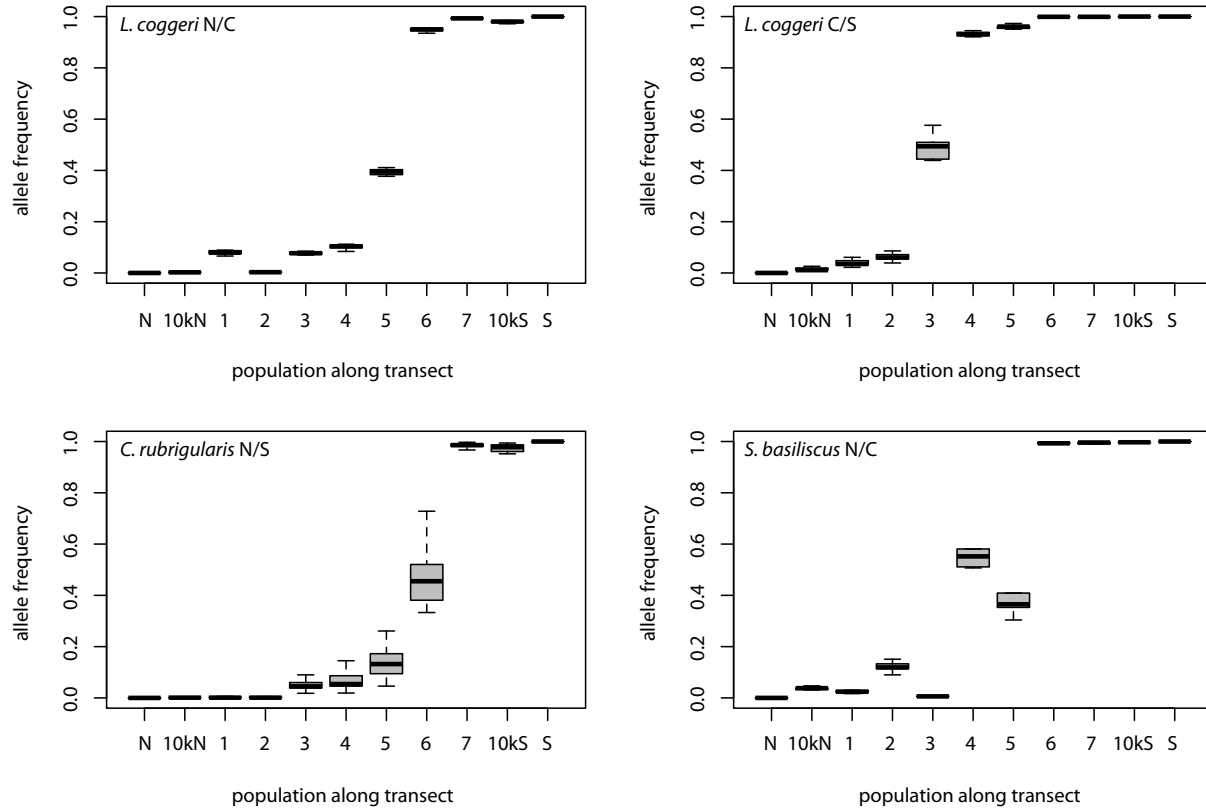 L. coggeri N/C
allele frequency
0.0 0.2 0.4 0.6 0.8 1.0
N 10kN 1 2 3 4 5 6 7 10kS S
population along transect
L. coggeri C/S
allele frequency
0.0 0.2 0.4 0.6 0.8 1.0
N 10kN 1 2 3 4 5 6 7 10kS S
population along transect
C. rubrigularis N/S
allele frequency
0.0 0.2 0.4 0.6 0.8 1.0
N 10kN 1 2 3 4 5 6 7 10kS S
population along transect
S. basiliscus N/C
allele frequency
0.0 0.2 0.4 0.6 0.8 1.0
N 10kN 1 2 3 4 5 6 7 10kS S
population along transect